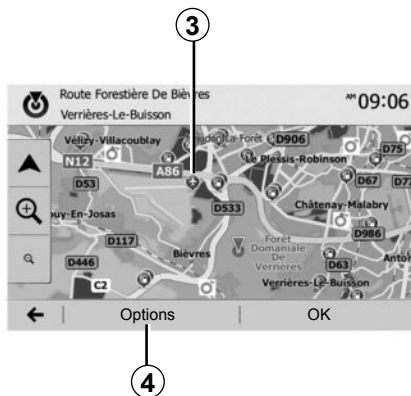 3
Route Forestière De Bièvres
Verrières-Le-Buisson
AM 09:06
Vélizy-Villacoublay
D906
D75
N12
A86
Le Plessis-Robinson
D53
D67
D533
Châtenay-Malabry
uy-En-Josas
D986
D117
Forêt
Domaniale
De
Verrières
Bièvres
D446
D63
Anton
C2
Verrières-Le-Buisson
Options
OK
4